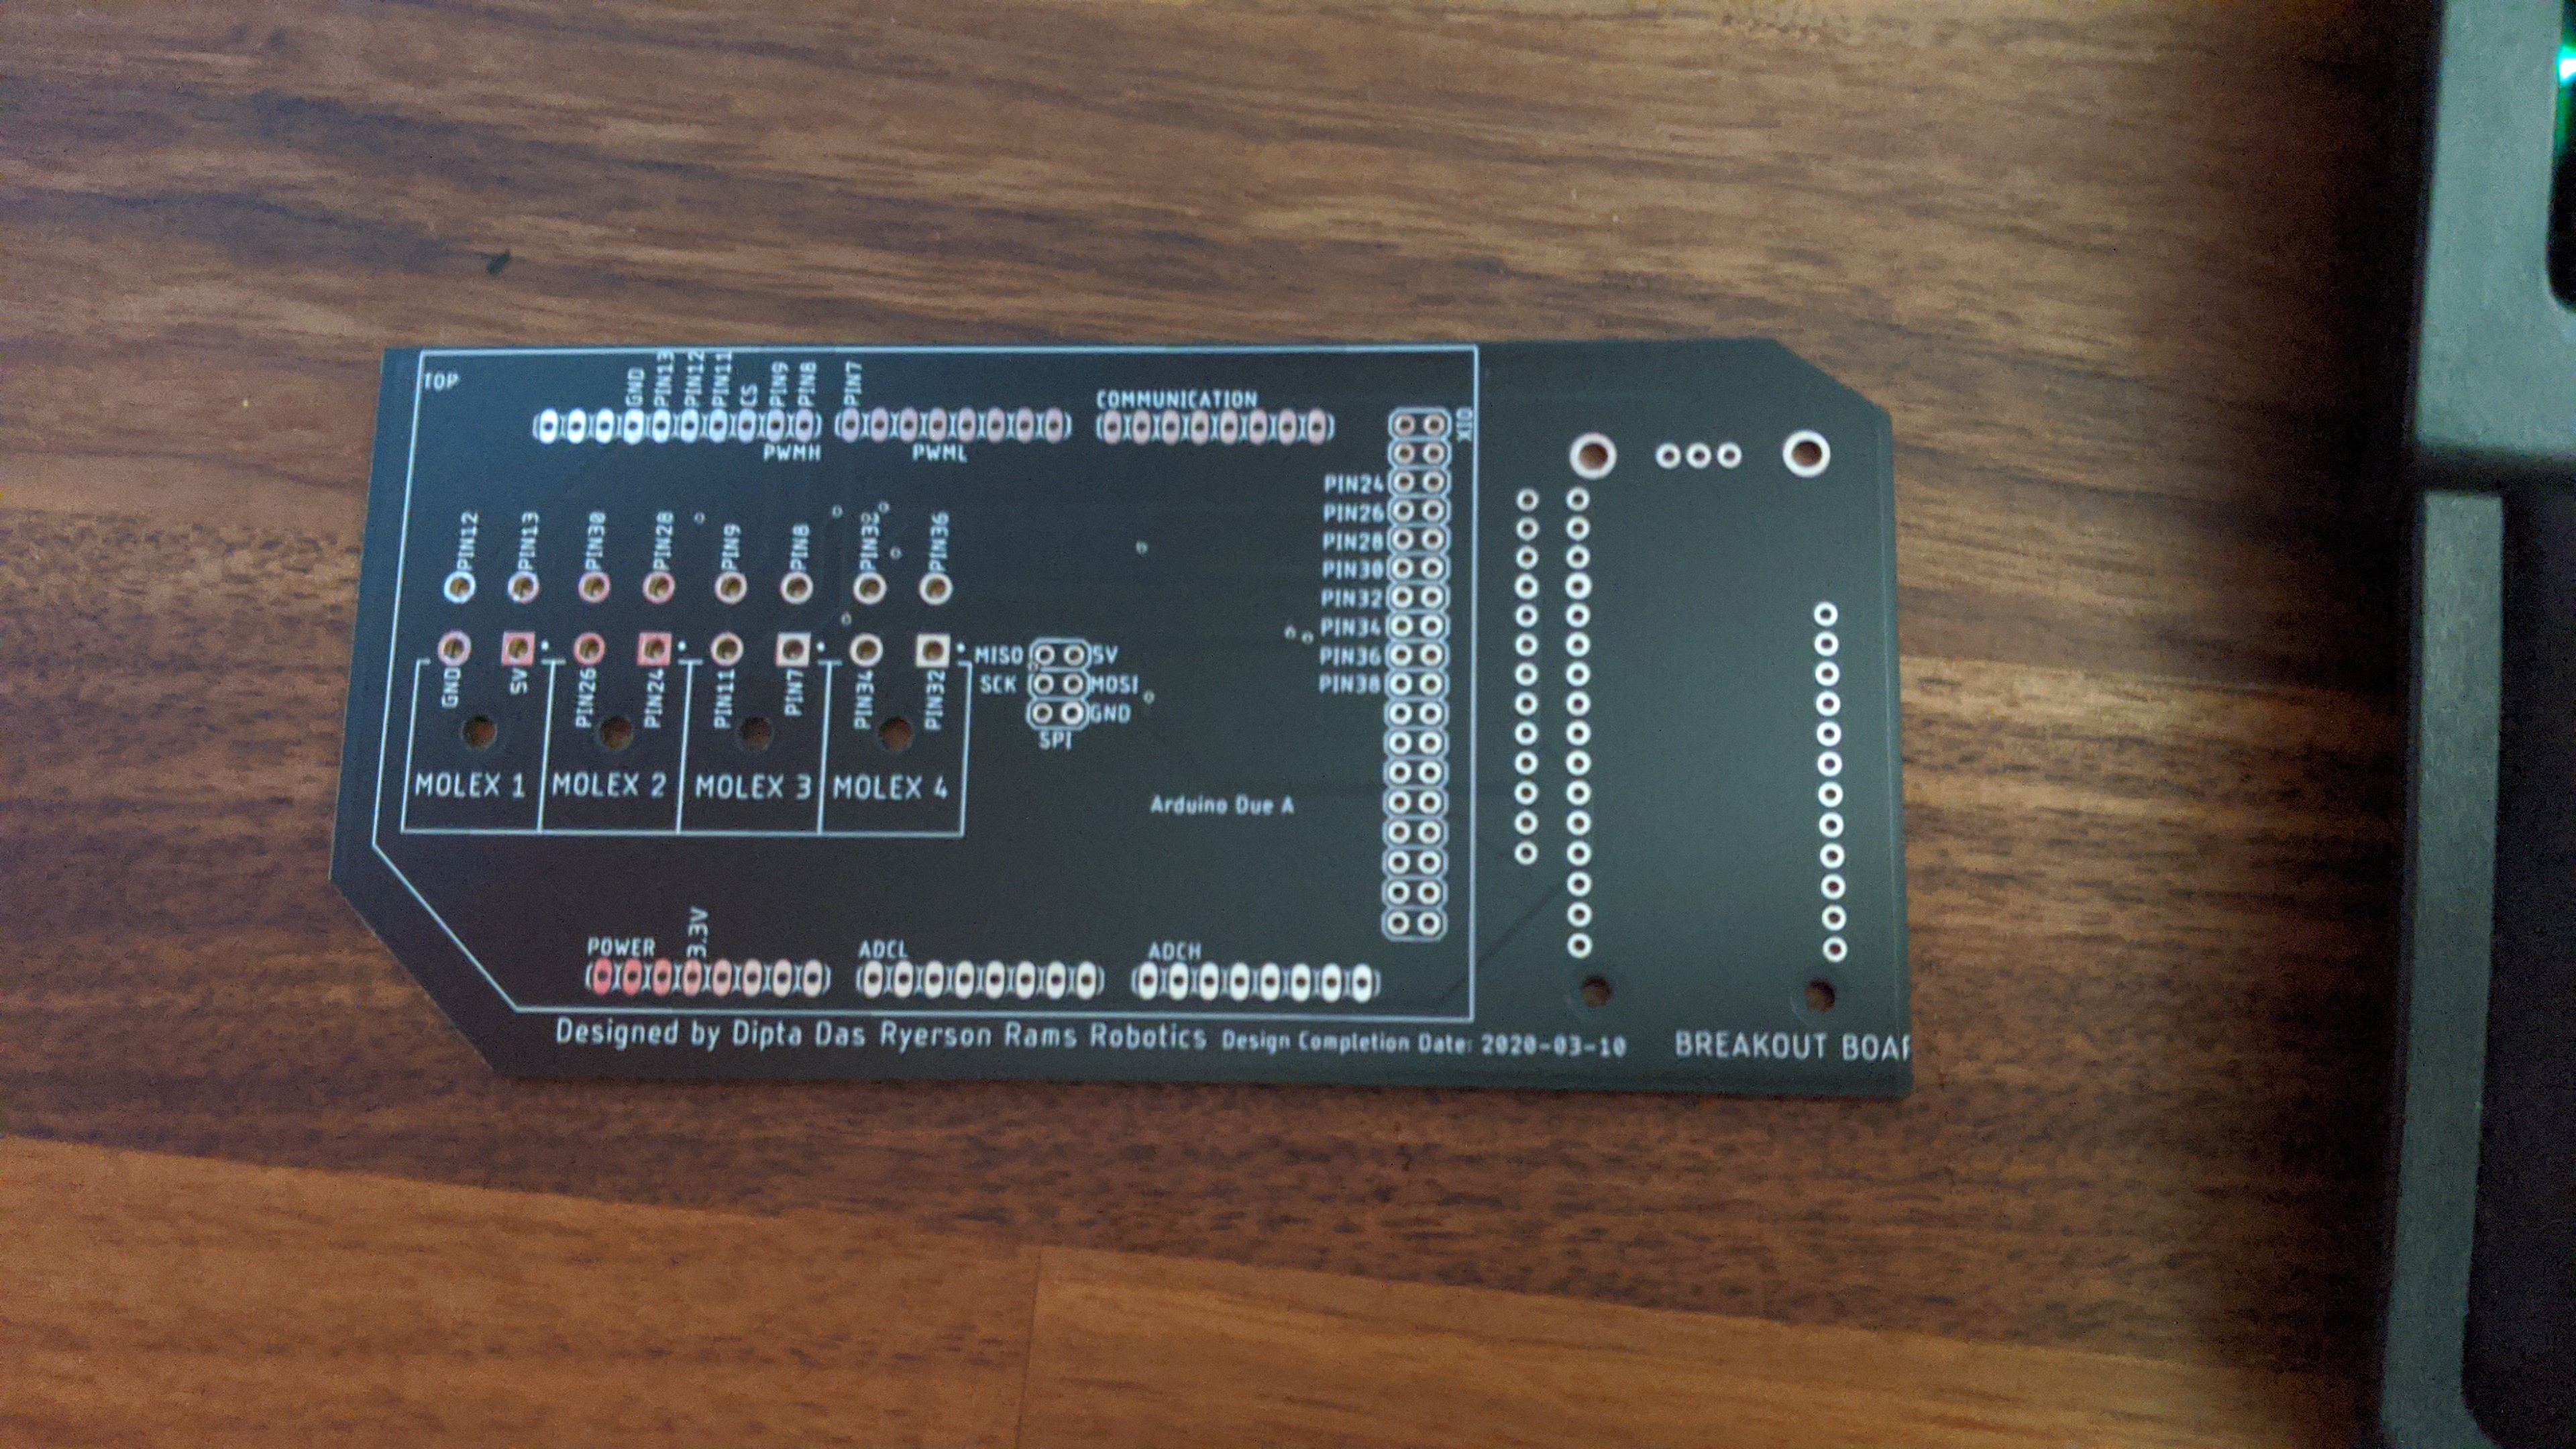 TOP
MOLEX 1
GND
PIN12
5V
PIN13
MOLEX 2
PIN26
PIN30
PIN24
PIN28
MOLEX 3
PIN11
PIN9
PIN7
PIN8
MOLEX 4
PIN34
PIN32
PIN36
GND
PIN13
PIN12
PIN11
CS
PIN9
PIN8
PWMH
PIN7
PWML
COMMUNICATION
POWER
3.3V
ADCL
ADCH
MISO
SCK
SPI
5V
MOSI
GND
Arduino Due A
PIN24
PIN26
PIN28
PIN30
PIN32
PIN34
PIN36
PIN38
XIO
Designed by Dipta Das Ryerson Rams Robotics Design Completion Date: 2020-03-10
BREAKOUT BOAR